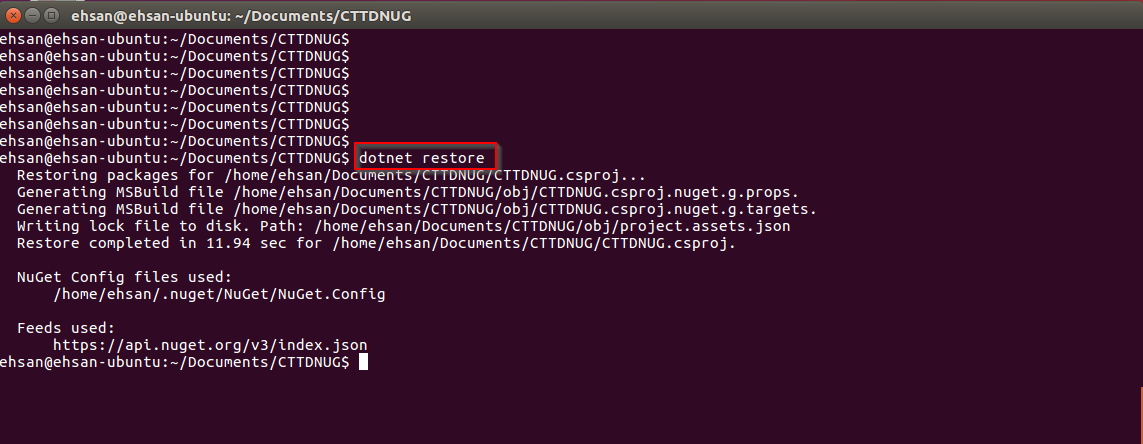 ehsan@ehsan-ubuntu: ~/Documents/CTTDNUG
ehsan@ehsan-ubuntu:~/Documents/CTTDNUG$
ehsan@ehsan-ubuntu:~/Documents/CTTDNUG$
ehsan@ehsan-ubuntu:~/Documents/CTTDNUG$
ehsan@ehsan-ubuntu:~/Documents/CTTDNUG$
ehsan@ehsan-ubuntu:~/Documents/CTTDNUG$
ehsan@ehsan-ubuntu:~/Documents/CTTDNUG$
ehsan@ehsan-ubuntu:~/Documents/CTTDNUG$
ehsan@ehsan-ubuntu:~/Documents/CTTDNUG$ dotnet restore
  Restoring packages for /home/ehsan/Documents/CTTDNUG/CTTDNUG.csproj...
  Generating MSBuild file /home/ehsan/Documents/CTTDNUG/obj/CTTDNUG.csproj.nuget.g.props.
  Generating MSBuild file /home/ehsan/Documents/CTTDNUG/obj/CTTDNUG.csproj.nuget.g.targets.
  Writing lock file to disk. Path: /home/ehsan/Documents/CTTDNUG/obj/project.assets.json
  Restore completed in 11.94 sec for /home/ehsan/Documents/CTTDNUG/CTTDNUG.csproj.
  NuGet Config files used:
      /home/ehsan/.nuget/NuGet/NuGet.Config
  Feeds used:
      https://api.nuget.org/v3/index.json
ehsan@ehsan-ubuntu:~/Documents/CTTDNUG$